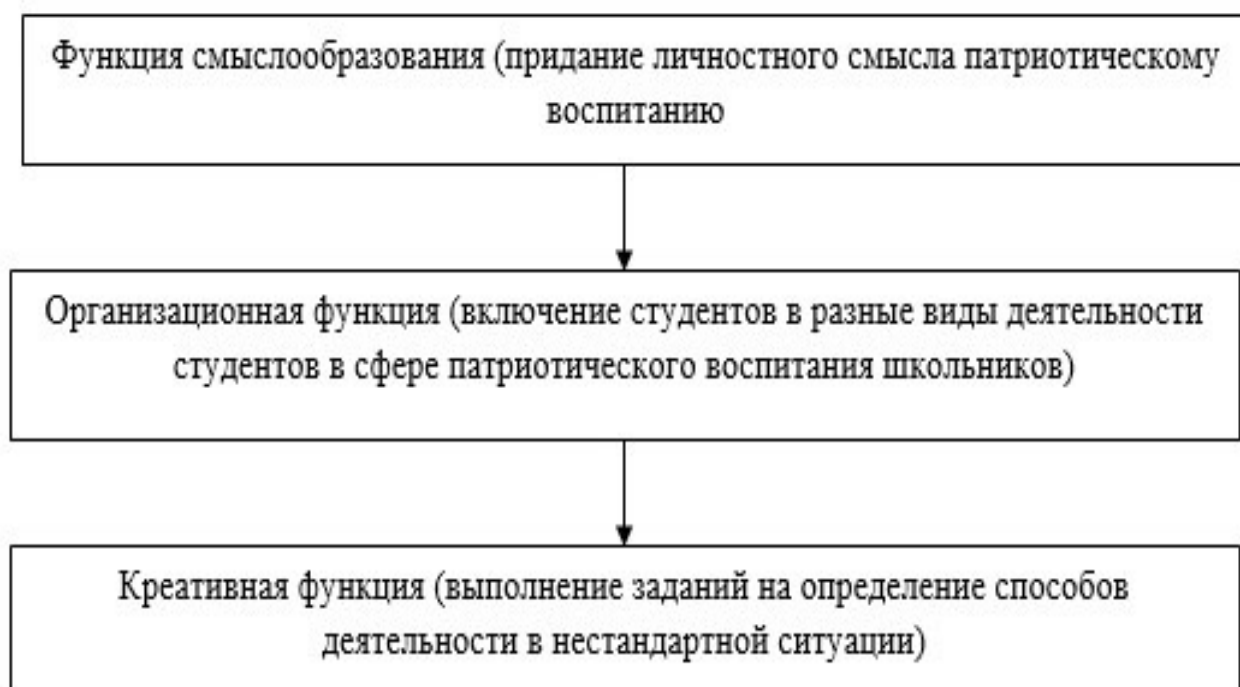 Функция смыслообразования (придание личностного смысла патриотическому
воспитанию
Организационная функция (включение студентов в разные виды деятельности
студентов в сфере патриотического воспитания школьников)
Креативная функция (выполнение заданий на определение способов
деятельности в нестандартной ситуации)